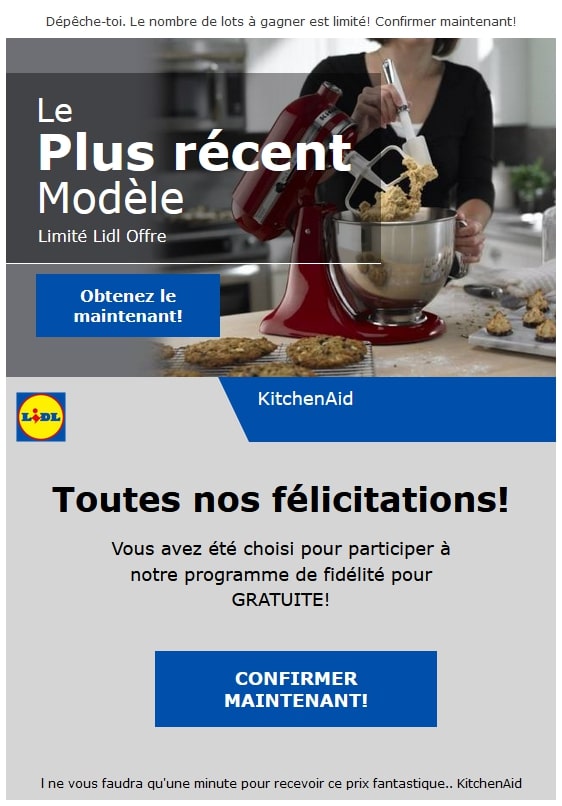 Dépêche-toi. Le nombre de lots à gagner est limité! Confirmer maintenant!
Le
Plus récent
Modèle
Limité Lidl Offre
Obtenez le
maintenant!
LiDL
KitchenAid
Toutes nos félicitations!
Vous avez été choisi pour participer à
notre programme de fidélité pour
GRATUITE!
CONFIRMER
MAINTENANT!
l ne vous faudra qu'une minute pour recevoir ce prix fantastique.. KitchenAid